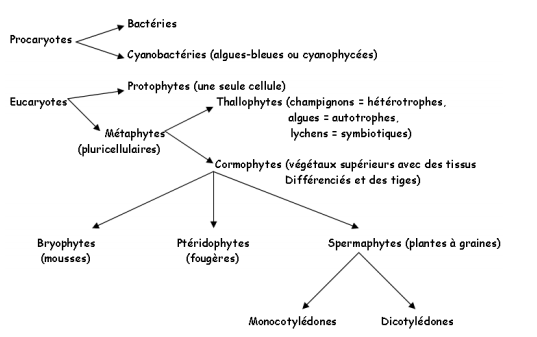 Bactéries
Procaryotes
Cyanobactéries (algues-bleues ou cyanophycées)
Protophytes (une seule cellule)
Eucaryotes
Thallophytes (champignons = hétérotrophes,
algues = autotrophes,
lychens = symbiotiques)
Métaphytes
(pluricellulaires)
Cormophytes (végétaux supérieurs avec des tissus
Différenciés et des tiges)
Bryophytes
(mousses)
Ptéridophytes
(fougères)
Spermaphytes (plantes à graines)
Monocotylédones
Dicotylédones